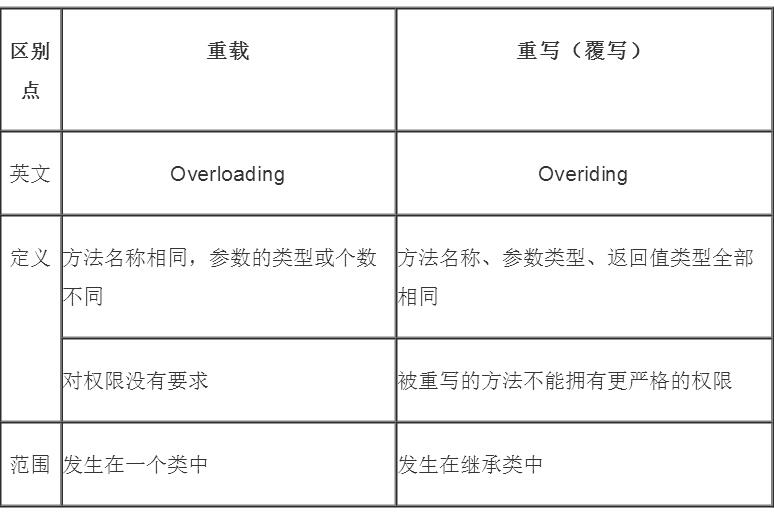 区别
点
重载
重写（覆写）
英文
Overloading
Overiding
定义
方法名称相同，参数的类型或个数
不同
方法名称、参数类型、返回值类型全部
相同
对权限没有要求
被重写的方法不能拥有更严格的权限
范围
发生在一个类中
发生在继承类中